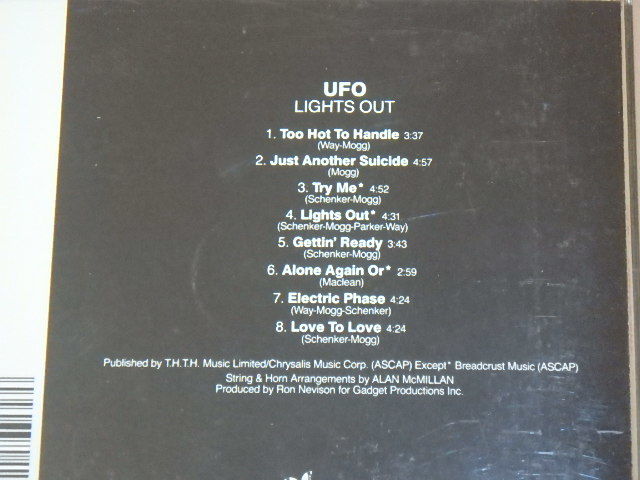 UFO
LIGHTS OUT
1. Too Hot To Handle 3:37
(Way-Mogg)
2. Just Another Suicide 4:57
(Mogg)
3. Try Me* 4:52
(Schenker-Mogg)
4. Lights Out* 4:31
(Schenker-Mogg-Parker-Way)
5. Gettin' Ready 3:43
(Schenker-Mogg)
6. Alone Again Or* 2:59
(Maclean)
7. Electric Phase 4:24
(Way-Mogg-Schenker)
8. Love To Love 4:24
(Schenker-Mogg)
Published by T.H.T.H. Music Limited/Chrysalis Music Corp. (ASCAP) Except* Breadcrust Music (ASCAP)
String & Horn Arrangements by ALAN McMILLAN
Produced by Ron Nevison for Gadget Productions Inc.